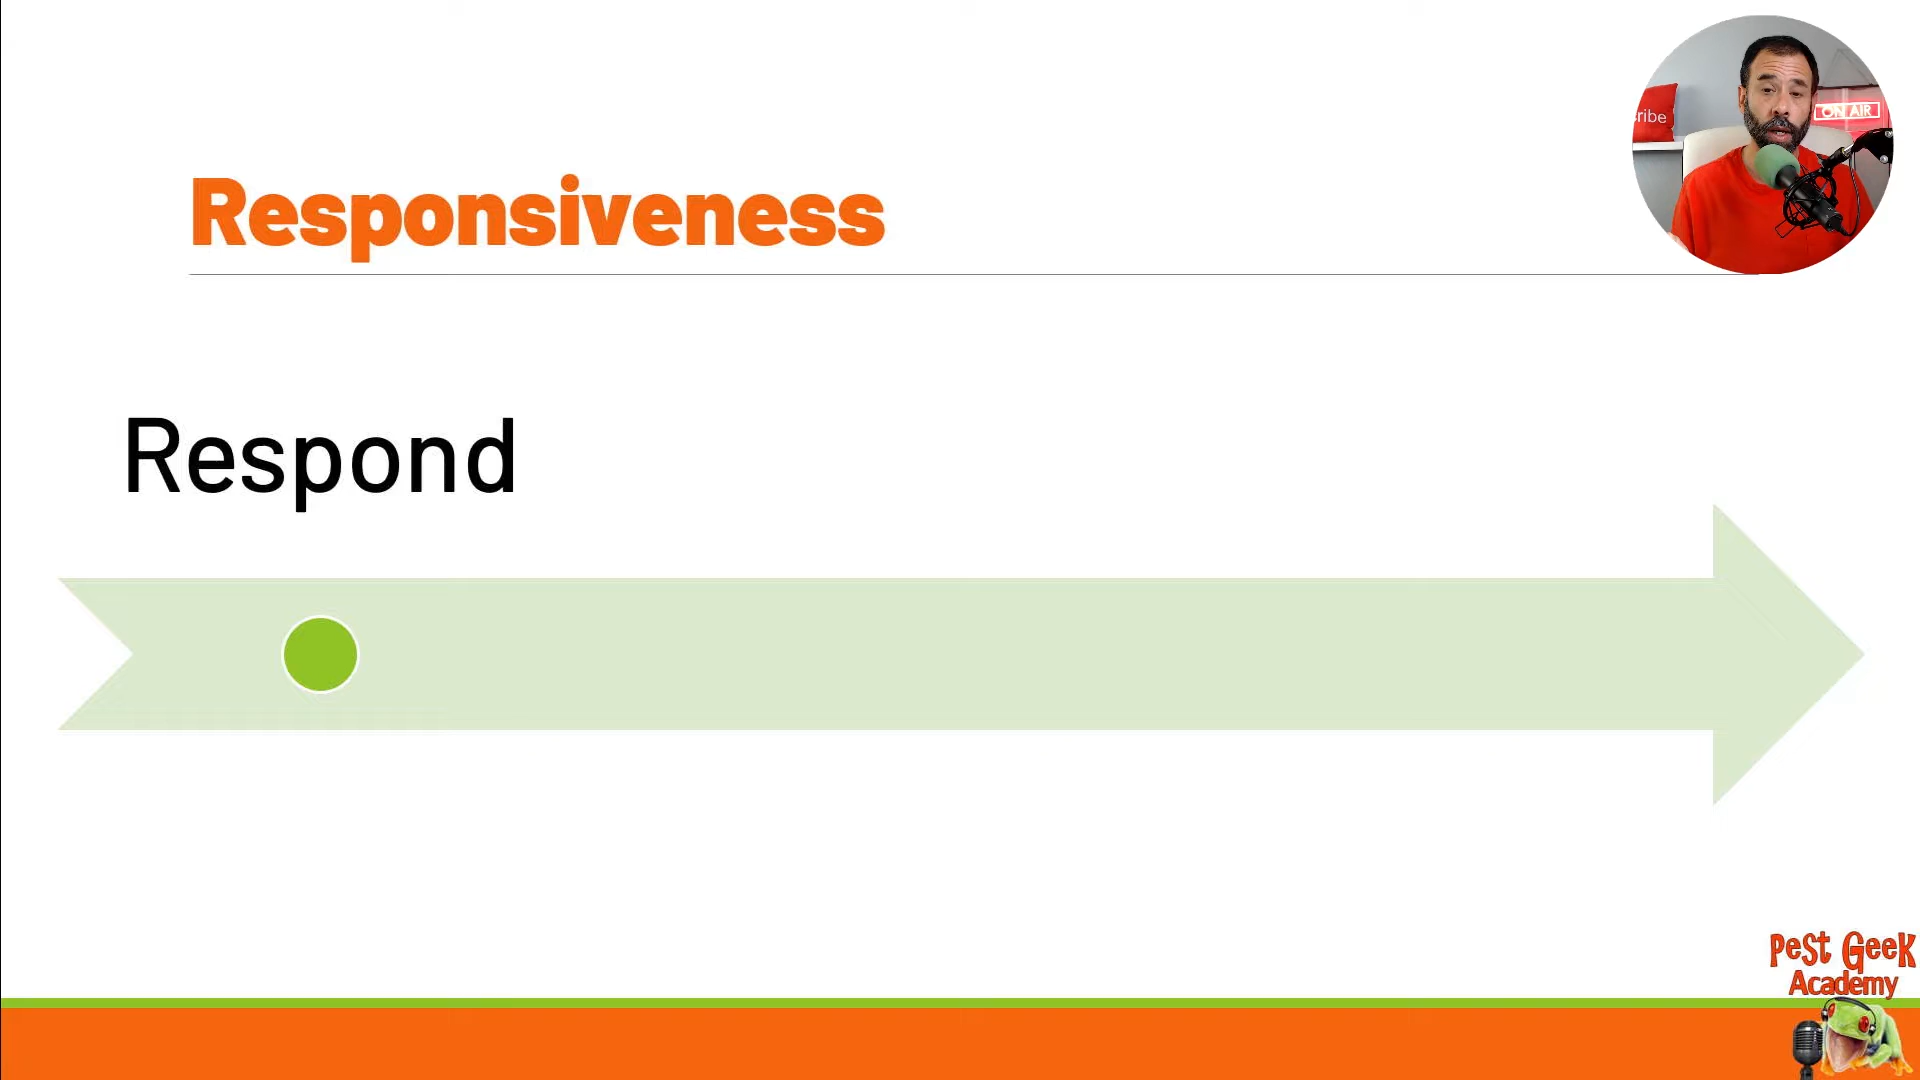 Responsiveness
ribe
ON AIR
Respond
Pest Geek
Academy